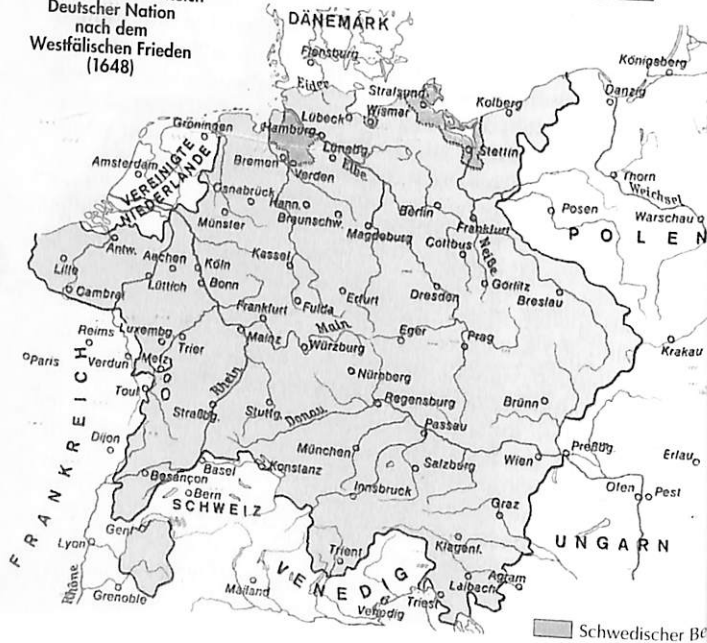 Deutscher Nation
nach dem
Westfälischen Frieden
(1648)
DÄNEMARK
Flensburg
Eider
Königsberg
Danzig
Stralsund
Kolberg
Wismar
Lübeck
Hamburg
Groningen
Lünebg.
Stettin
Amsterdam
VEREINIGTE
NIEDERLANDE
Bremen
Verden
Elbe
Thorn
Weichsel
Osnabrück
Hann.
Berlin
Posen
Warschau
Münster
Braunschw.
Magdeburg
Frankfurt
POLEN
Antw.
Aachen
Köln
Kassel
Cottbus
Neiße
Lille
Lüttich
Bonn
Erfurt
Dresden
Görlitz
Breslau
Cambrai
Frankfurt
Fulda
Main
Reims
Luxembg.
Trier
Mainz
Würzburg
Eger
Prag
Krakau
Paris
Verdun
Metz
Nürnberg
Toul
Rhein
Regensburg
Brünn
Straßbg.
Stuttg.
Donau
Passau
Dijon
München
Wien
Preßbg.
Erlau
Basel
Konstanz
Salzburg
Besançon
Bern
Innsbruck
Ofen
Pest
SCHWEIZ
Graz
FRANKREICH
Genf
Klagenf.
UNGARN
Lyon
Trient
VENEDIG
Agram
Rhône
Laibach
Grenoble
Mailand
Venedig
Triest
Schwedischer